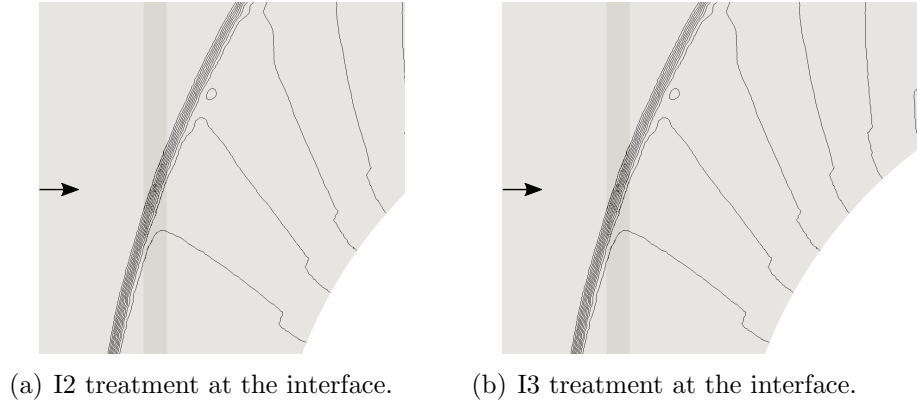 (a) I2 treatment at the interface.
(b) I3 treatment at the interface.